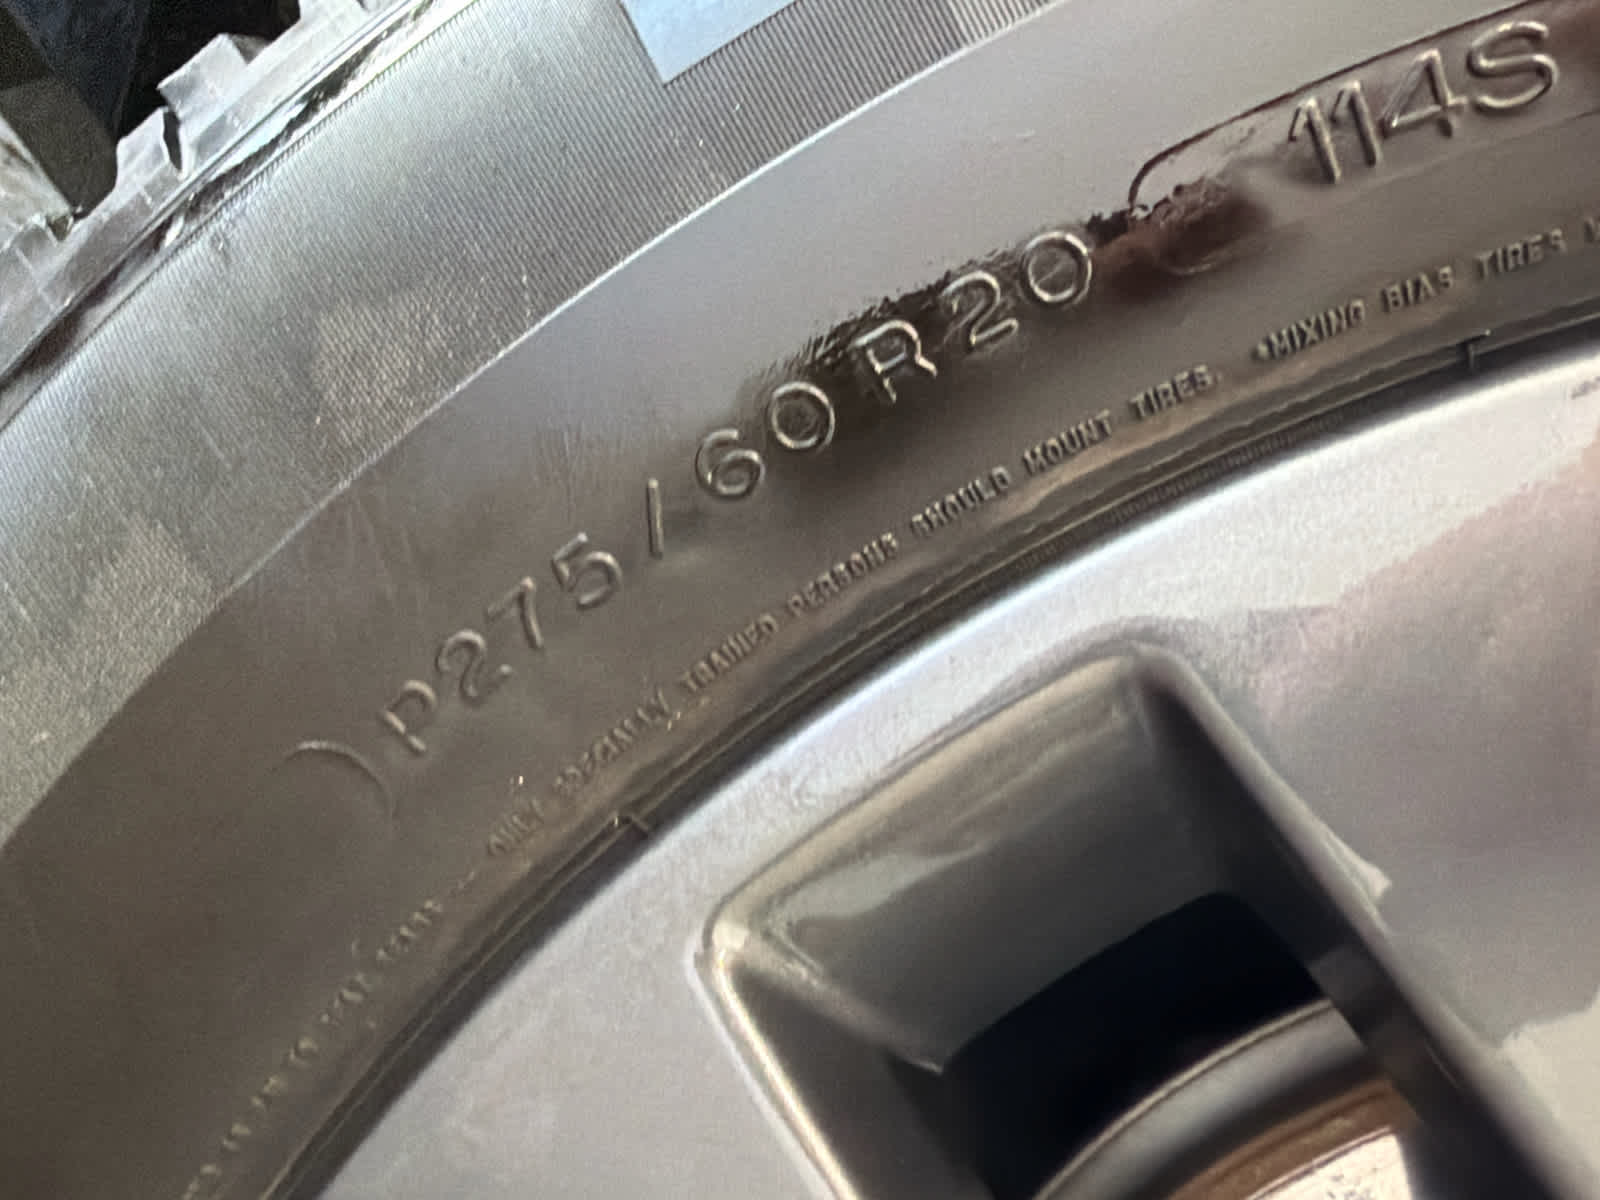 P275/60R20 114S
ONLY SPECIALLY TRAINED PERSONS SHOULD MOUNT TIRES. •MIXING BIAS TIRES